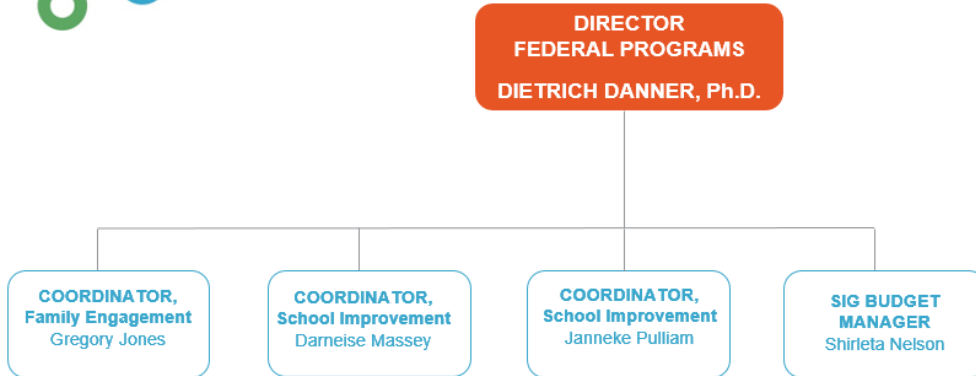 DIRECTOR
FEDERAL PROGRAMS
DIETRICH DANNER, Ph.D.
COORDINATOR,
Family Engagement
Gregory Jones
COORDINATOR,
School Improvement
Darneise Massey
COORDINATOR,
School Improvement
Janneke Pulliam
SIG BUDGET
MANAGER
Shirleta Nelson